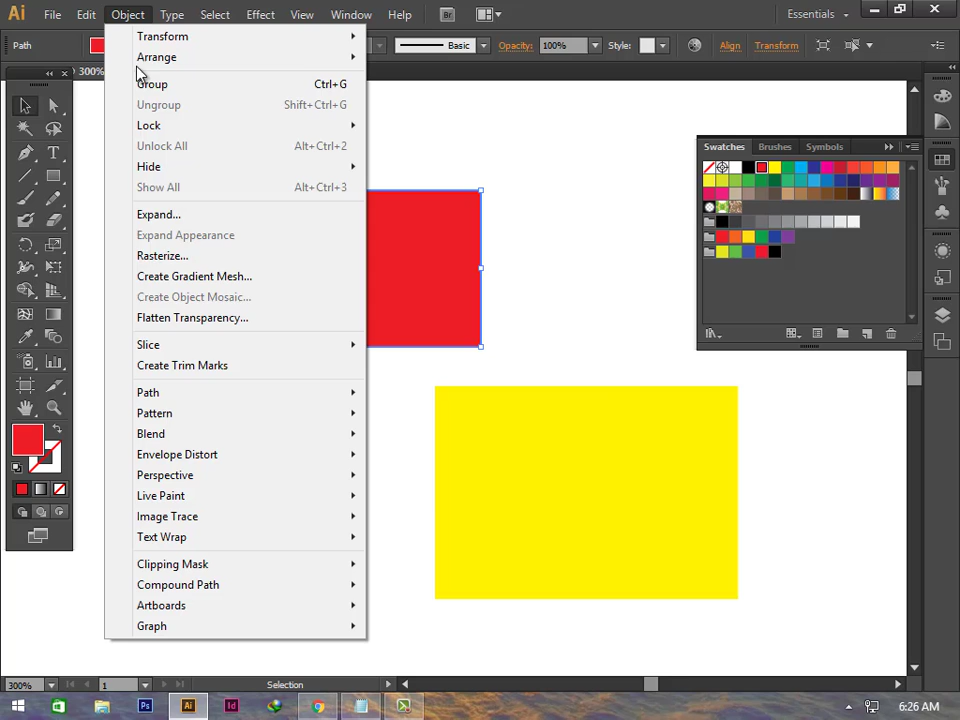 Ai File Edit Object Type Select Effect View Window Help Br Essentials
Path Basic Opacity: 100% Style: Align Transform
300%
Transform
Arrange
Group Ctrl+G
Ungroup Shift+Ctrl+G
Lock
Unlock All Alt+Ctrl+2
Hide
Show All Alt+Ctrl+3
Expand...
Expand Appearance
Rasterize...
Create Gradient Mesh...
Create Object Mosaic...
Flatten Transparency...
Slice
Create Trim Marks
Path
Pattern
Blend
Envelope Distort
Perspective
Live Paint
Image Trace
Text Wrap
Clipping Mask
Compound Path
Artboards
Graph
Swatches Brushes Symbols
300% 1 Selection
Ps Ai Id 6:26 AM